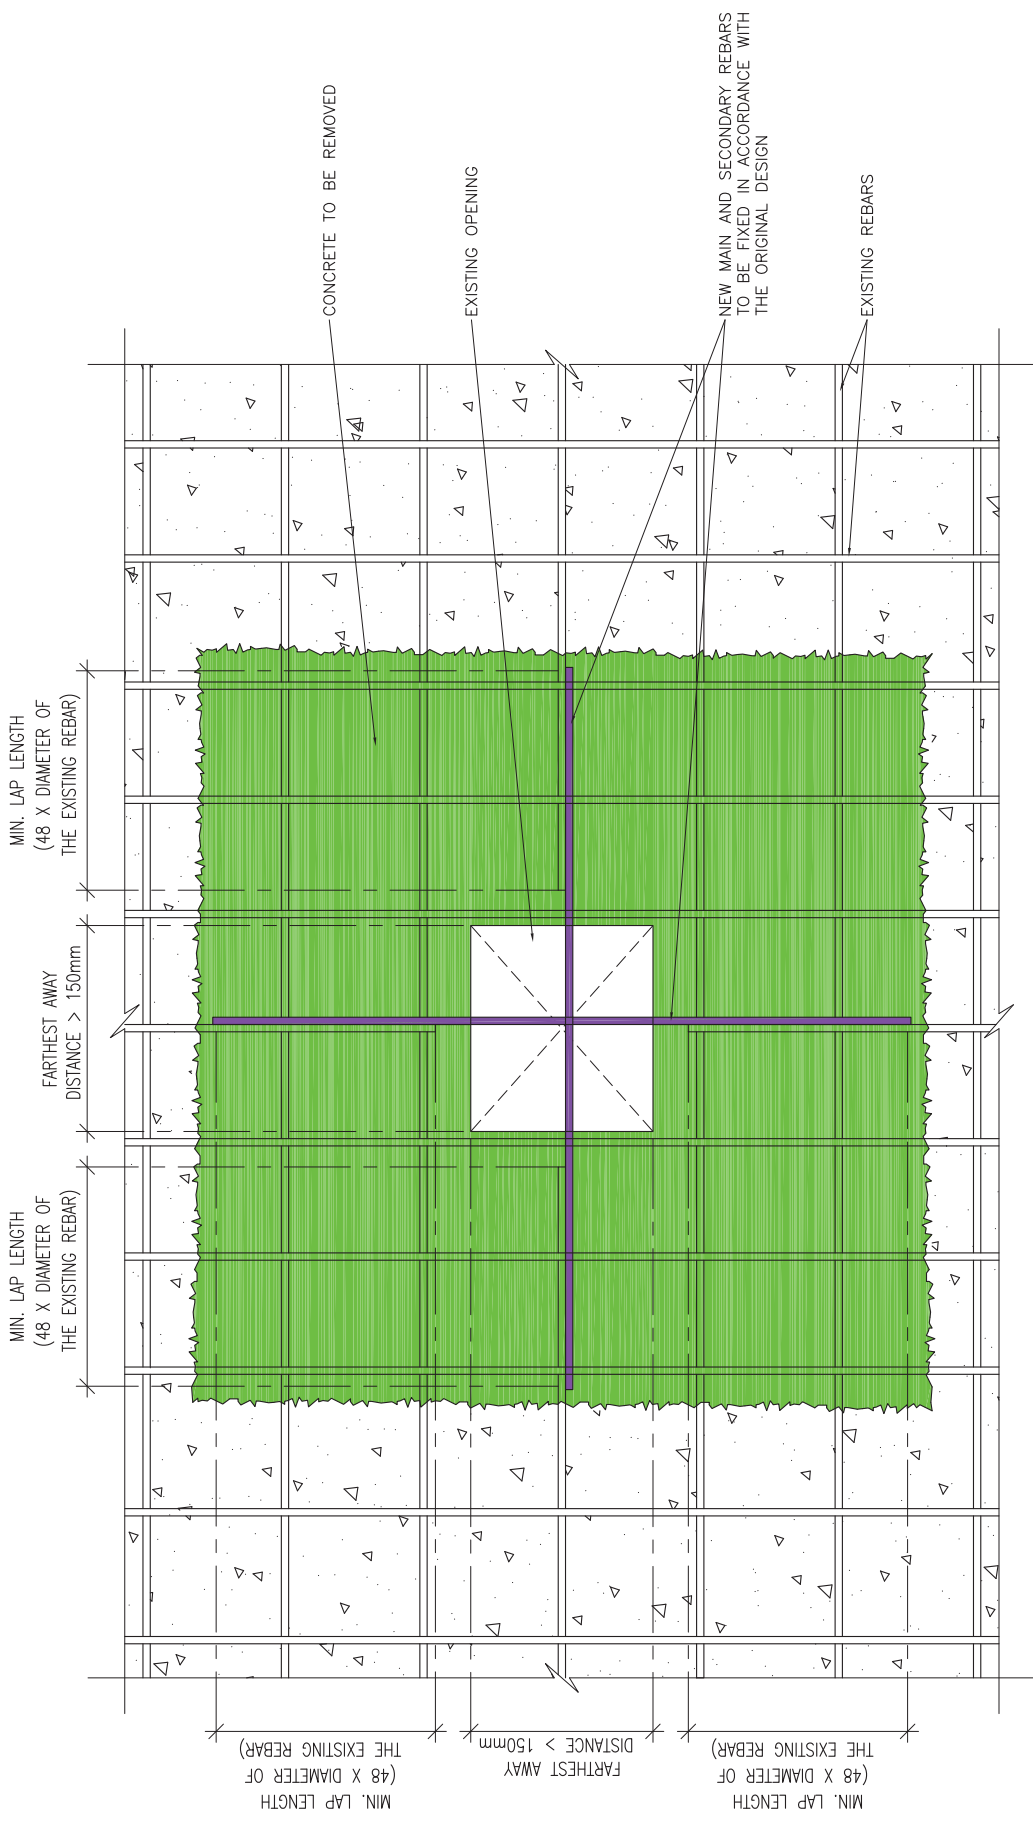 MIN. LAP LENGTH
(48 X DIAMETER OF
THE EXISTING REBAR)
FARTHEST AWAY
DISTANCE > 150mm
MIN. LAP LENGTH
(48 X DIAMETER OF
THE EXISTING REBAR)
CONCRETE TO BE REMOVED
EXISTING OPENING
NEW MAIN AND SECONDARY REBARS
TO BE FIXED IN ACCORDANCE WITH
THE ORIGINAL DESIGN
EXISTING REBARS
MIN. LAP LENGTH
(48 X DIAMETER OF
THE EXISTING REBAR)
FARTHEST AWAY
DISTANCE > 150mm
MIN. LAP LENGTH
(48 X DIAMETER OF
THE EXISTING REBAR)